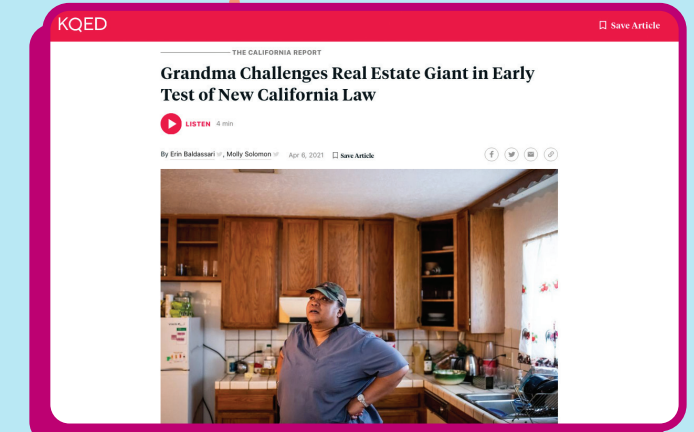 KQED
Save Article
THE CALIFORNIA REPORT
Grandma Challenges Real Estate Giant in Early
Test of New California Law
LISTEN 4 min
By Erin Baldassari, Molly Solomon Apr 6, 2021 Save Article